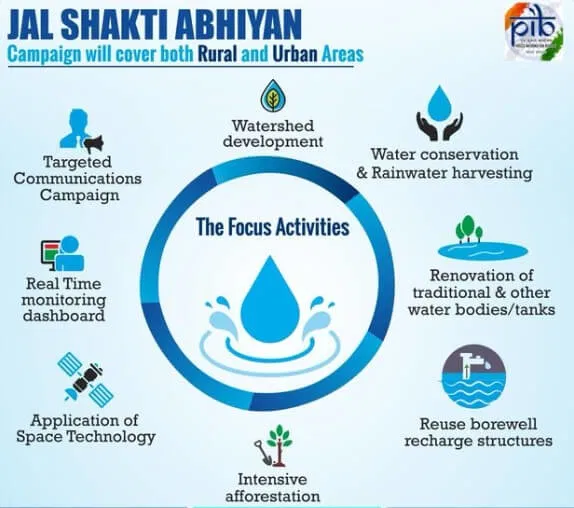 JAL SHAKTI ABHIYAN
Campaign will cover both Rural and Urban Areas
pib
Watershed
development
Targeted
Communications
Campaign
Water conservation
& Rainwater harvesting
The Focus Activities
Real Time
monitoring
dashboard
Renovation of
traditional & other
water bodies/tanks
Application of
Space Technology
Reuse borewell
recharge structures
Intensive
afforestation